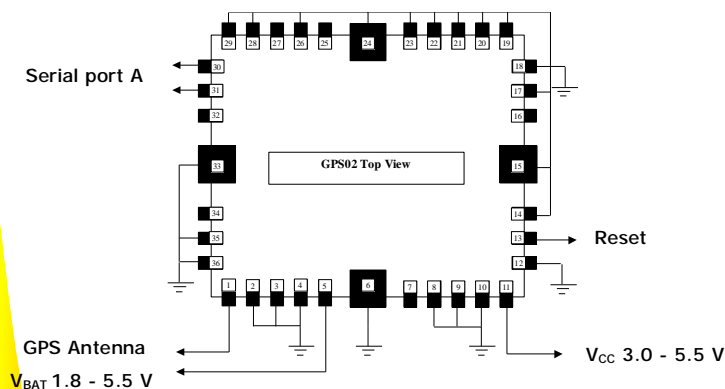 29 28 27 26 25 24 23 22 21 20 19
30 18
Serial port A
31 17
32 16
33 GPS02 Top View 15
34 14
35 13 Reset
36 12
1 2 3 4 5 6 7 8 9 10 11
GPS Antenna
VCC 3.0 - 5.5 V
VBAT 1.8 - 5.5 V